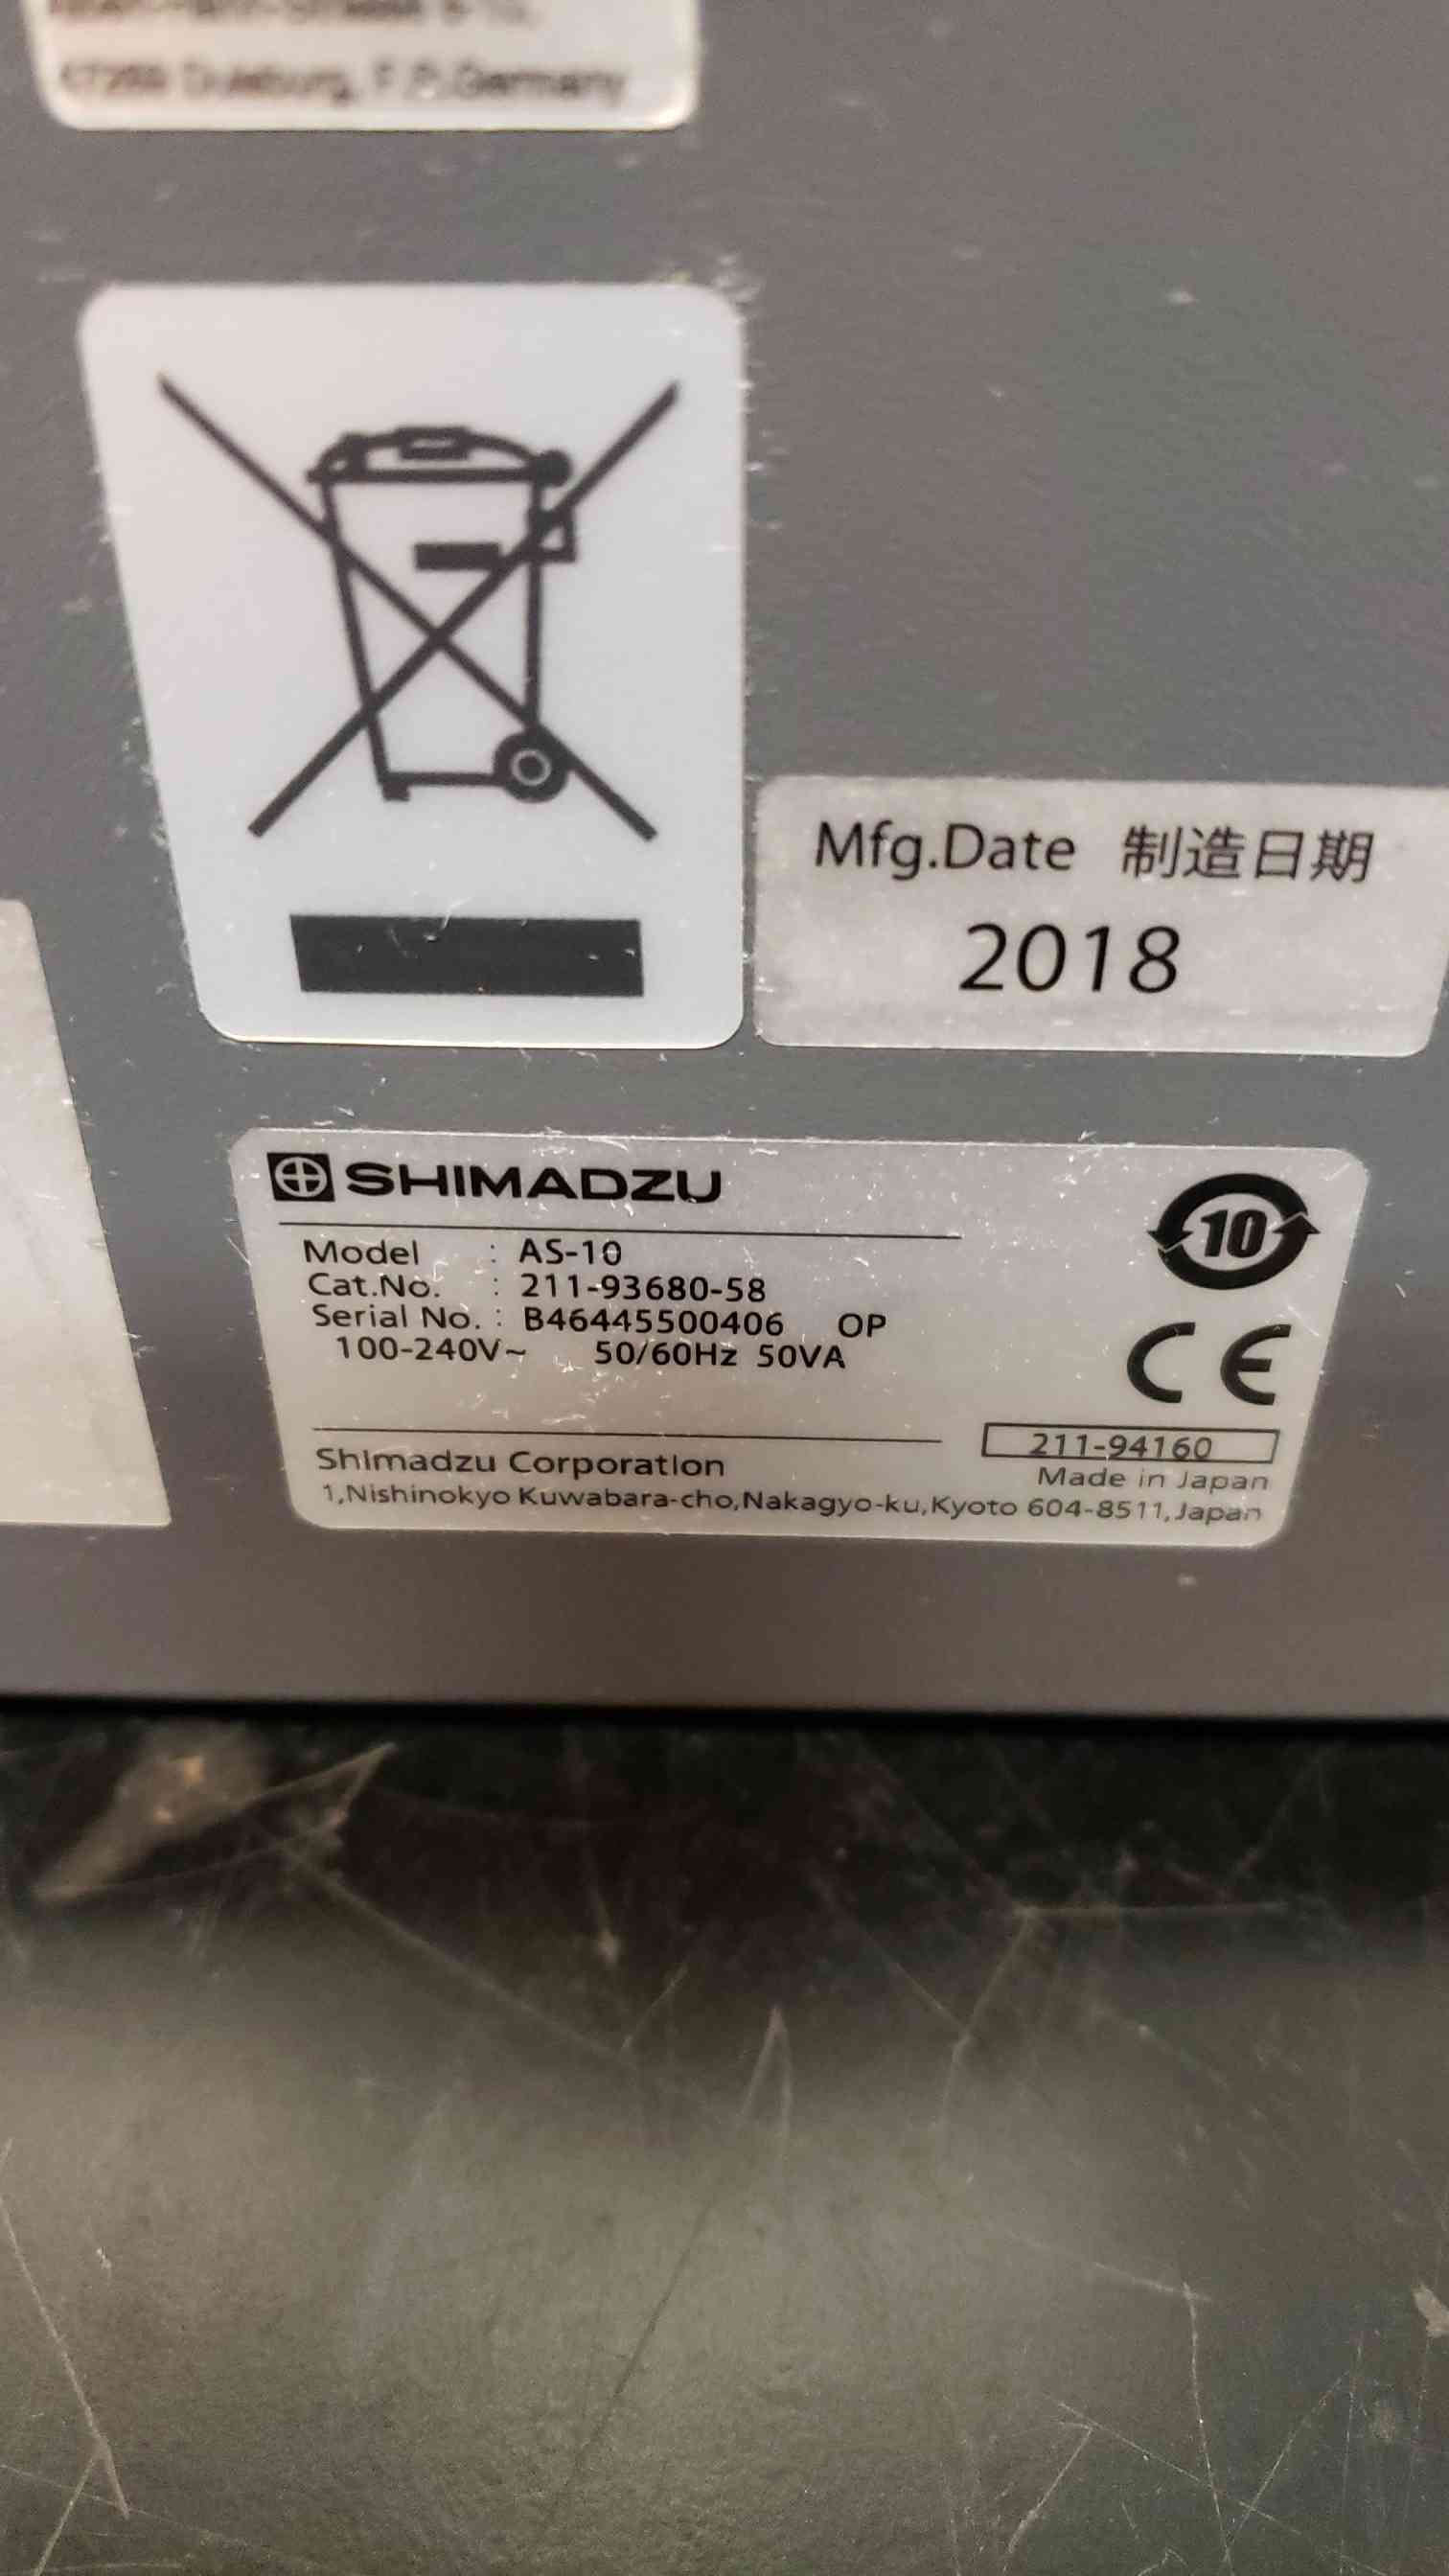 Duisburg, F.R.Germany
Mfg.Date 制造日期
2018
SHIMADZU
10
Model : AS-10
Cat.No. : 211-93680-58
Serial No. : B46445500406 OP
100-240V~ 50/60Hz 50VA
CE
211-94160
Shimadzu Corporation
Made in Japan
1,Nishinokyo Kuwabara-cho,Nakagyo-ku,Kyoto 604-8511,Japan